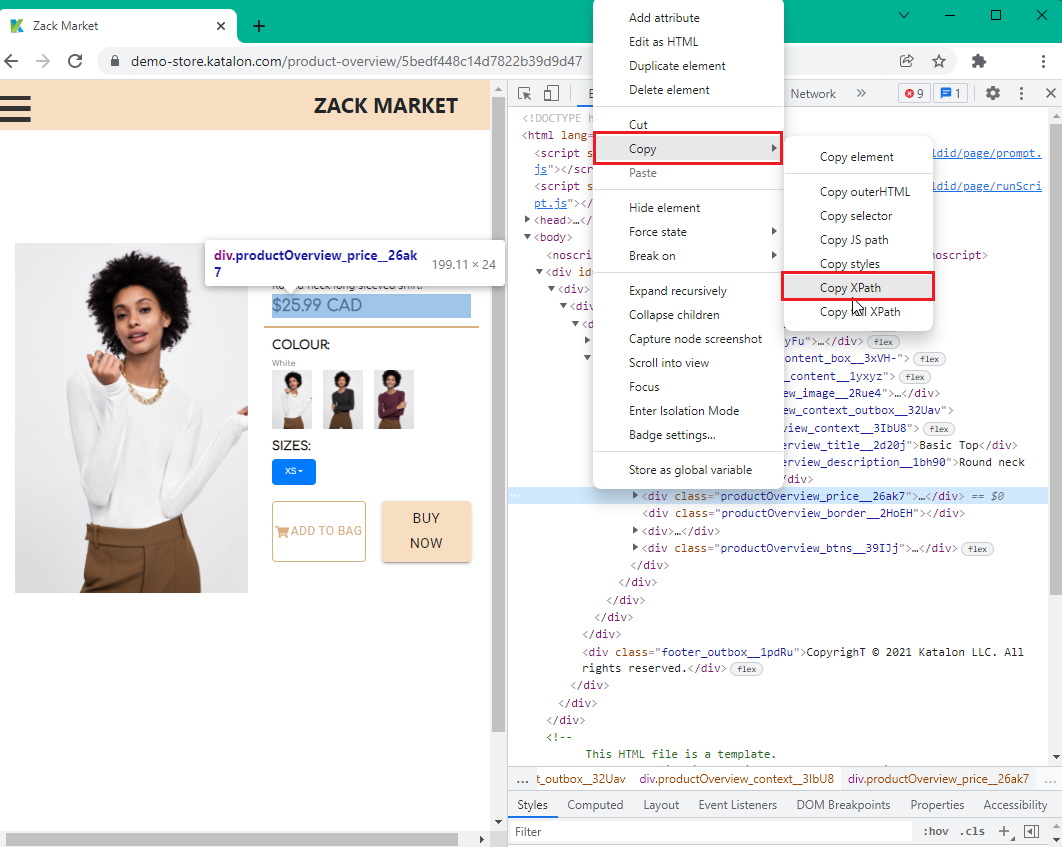 Zack Market
demo-store.katalon.com/product-overview/5bedf448c14d7822b39d9d47
ZACK MARKET
div.productOverview_price__26ak
7
199.11 × 24
Round neck long sleeved shirt.
$25.99 CAD
COLOUR:
White
SIZES:
XS
ADD TO BAG
BUY
NOW
Add attribute
Edit as HTML
Duplicate element
Delete element
Cut
Copy
Paste
Hide element
Force state
Break on
Expand recursively
Collapse children
Capture node screenshot
Scroll into view
Focus
Enter Isolation Mode
Badge settings...
Store as global variable
Copy element
Copy outerHTML
Copy selector
Copy JS path
Copy styles
Copy XPath
Copy full XPath
Network
»
9
1
<!DOCTYPE h
<html lang=
<script s
ldid/page/prompt.
js"></scr
<script s
ldid/page/runScri
pt.js"></
<head>…</
<body>
<noscri
noscript>
<div id
<div>
<div
<d
yFu">…</div> flex
ontent_box__3xVH-"> flex
_content__1yxyz"> flex
ew_image__2Rue4">…</div>
ew_context_outbox__32Uav">
view_context__3IbU8"> flex
erview_title__2d20j">Basic Top</div>
erview_description__1bh90">Round neck
/div>
<div class="productOverview_price__26ak7">…</div> == $0
<div class="productOverview_border__2HoEH"></div>
<div>…</div>
<div class="productOverview_btns__39IJj">…</div> flex
</div>
</div>
</div>
</div>
</div>
<div class="footer_outbox__1pdRu">CopyrighT © 2021 Katalon LLC. All
rights reserved.</div> flex
</div>
</div>
</div>
<!--
This HTML file is a template.
... t_outbox__32Uav div.productOverview_context__3IbU8 div.productOverview_price__26ak7 ...
Styles Computed Layout Event Listeners DOM Breakpoints Properties Accessibility
Filter
:hov .cls